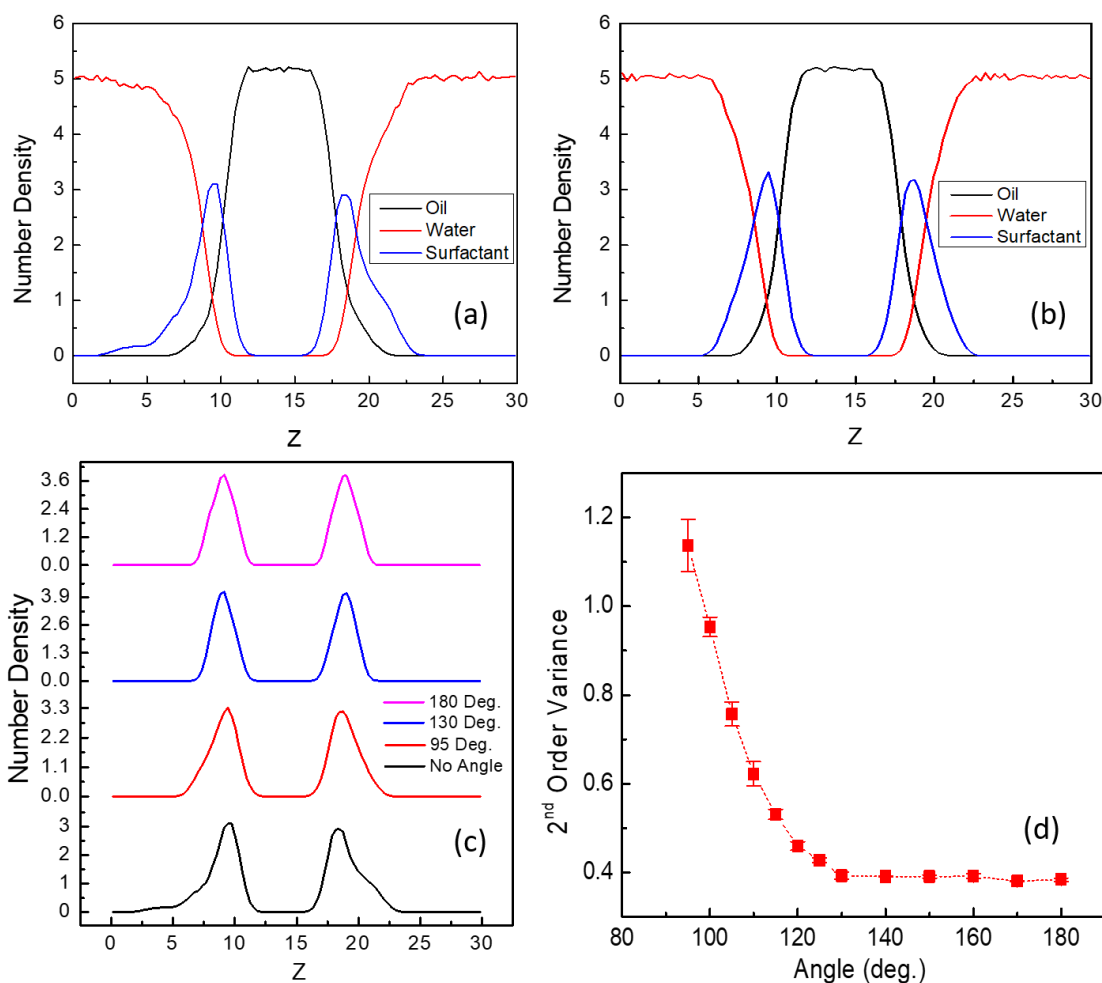 6
5
4
3
2
1
0
Number Density
Oil
Water
Surfactant
(a)
0 5 10 15 20 25 30
Z
6
5
4
3
2
1
0
Number Density
Oil
Water
Surfactant
(b)
0 5 10 15 20 25 30
Z
3.6
2.4
1.2
0.0
3.9
2.6
1.3
0.0
3.3
2.2
1.1
0.0
3
2
1
0
Number Density
180 Deg.
130 Deg.
95 Deg.
No Angle
(c)
0 5 10 15 20 25 30
Z
1.2
1.0
0.8
0.6
0.4
2nd Order Variance
(d)
80 100 120 140 160 180
Angle (deg.)